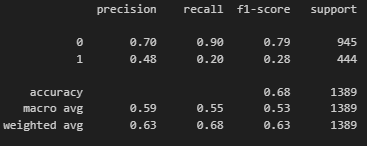 precision recall f1-score support
0 0.70 0.90 0.79 945
1 0.48 0.20 0.28 444
accuracy 0.68 1389
macro avg 0.59 0.55 0.53 1389
weighted avg 0.63 0.68 0.63 1389